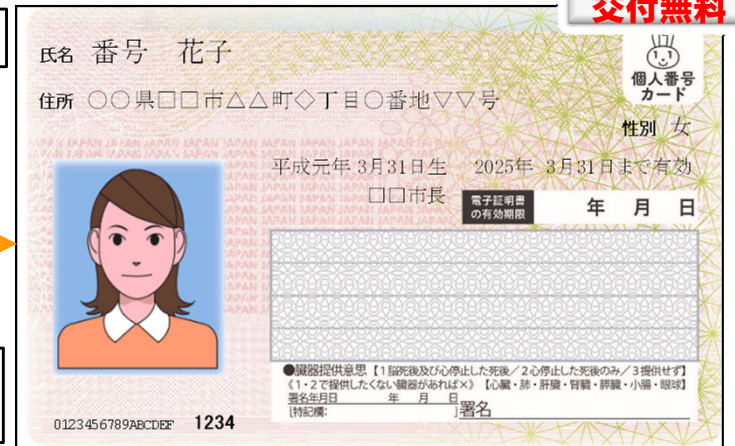 交付無料
氏名 番号 花子
個人番号
カード
住所 ○○県□□市△△町◇丁目○番地▽▽号
性別 女
平成元年 3月31日生 2025年 3月31日まで有効
□□市長
電子証明書
の有効期限
年 月 日
●臓器提供意思【1脳死後及び心停止した死後/2心停止した死後のみ/3提供せず】
《1・2で提供したくない臓器があれば×》【心臓・肺・肝臓・腎臓・膵臓・小腸・眼球】
署名年月日 年 月 日
[特記欄: ]署名
0123456789ABCDEF 1234